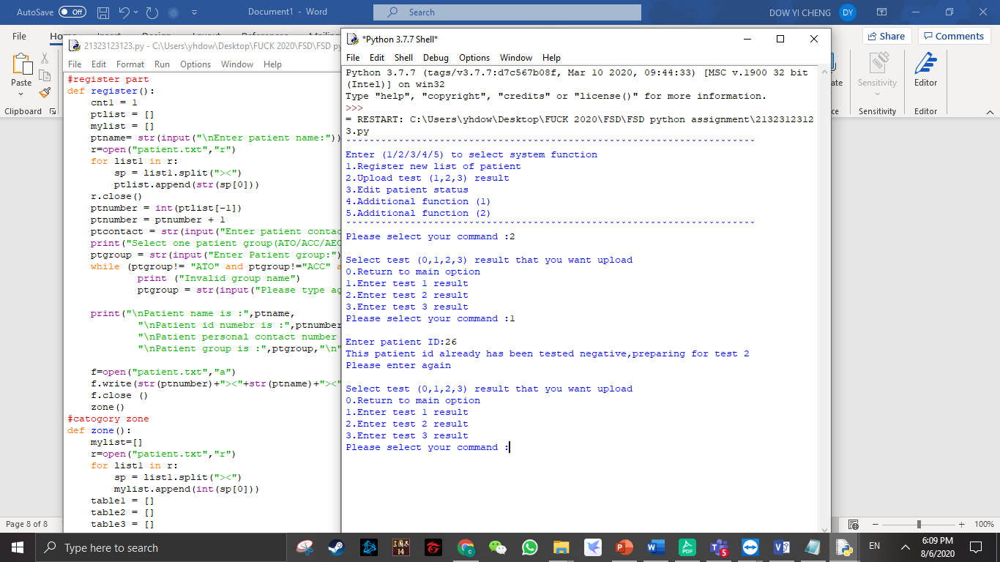 AutoSave Off Document1 - Word Search DOW YI CHENG DY
File Home Share Comments
Paste
Clipboard
Sensitivity Editor
Sensitivity Editor
21323123123.py - C:\Users\yhdow\Desktop\FUCK 2020\FSD\FSD py
File Edit Format Run Options Window Help
#register part
def register():
    cnt1 = 1
    ptlist = []
    mylist = []
    ptname= str(input("\nEnter patient name:"))
    r=open("patient.txt","r")
    for list1 in r:
        sp = list1.split("><")
        ptlist.append(str(sp[0]))
    r.close()
    ptnumber = int(ptlist[-1])
    ptnumber = ptnumber + 1
    ptcontact = str(input("Enter patient contac
    print("Select one patient group(ATO/ACC/AEC
    ptgroup = str(input("Enter Patient group:")
    while (ptgroup!= "ATO" and ptgroup!="ACC" a
            print ("Invalid group name")
            ptgroup = str(input("Please type ag
    print("\nPatient name is :",ptname,
            "\nPatient id numebr is :",ptnumber
            "\nPatient personal contact number
            "\nPatient group is :",ptgroup,"\n"
    f=open("patient.txt","a")
    f.write(str(ptnumber)+"><"+str(ptname)+"><"
    f.close ()
    zone()
#catogory zone
def zone():
    mylist=[]
    r=open("patient.txt","r")
    for list1 in r:
        sp = list1.split("><")
        mylist.append(int(sp[0]))
    table1 = []
    table2 = []
    table3 = []
*Python 3.7.7 Shell*
File Edit Shell Debug Options Window Help
Python 3.7.7 (tags/v3.7.7:d7c567b08f, Mar 10 2020, 09:44:33) [MSC v.1900 32 bit
(Intel)] on win32
Type "help", "copyright", "credits" or "license()" for more information.
>>>
= RESTART: C:\Users\yhdow\Desktop\FUCK 2020\FSD\FSD python assignment\2132312312
3.py
----------------------------------------------------------------------
Enter (1/2/3/4/5) to select system function
1.Register new list of patient
2.Upload test (1,2,3) result
3.Edit patient status
4.Additional function (1)
5.Additional function (2)
----------------------------------------------------------------------
Please select your command :2
Select test (0,1,2,3) result that you want upload
0.Return to main option
1.Enter test 1 result
2.Enter test 2 result
3.Enter test 3 result
Please select your command :1
Enter patient ID:26
This patient id already has been tested negative,preparing for test 2
Please enter again
Select test (0,1,2,3) result that you want upload
0.Return to main option
1.Enter test 1 result
2.Enter test 2 result
3.Enter test 3 result
Please select your command :
Page 8 of 8 100%
Type here to search EN 6:09 PM
8/6/2020